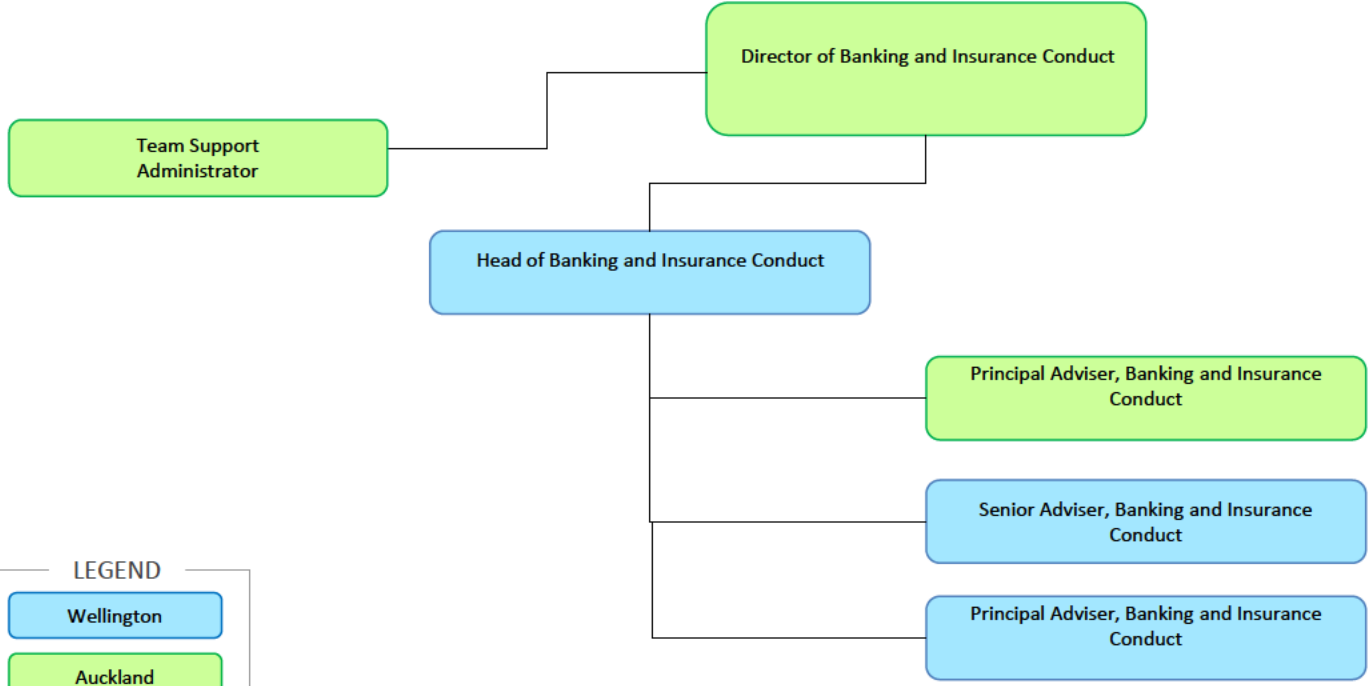 Director of Banking and Insurance Conduct
Team Support
Administrator
Head of Banking and Insurance Conduct
Principal Adviser, Banking and Insurance
Conduct
Senior Adviser, Banking and Insurance
Conduct
Principal Adviser, Banking and Insurance
Conduct
LEGEND
Wellington
Auckland